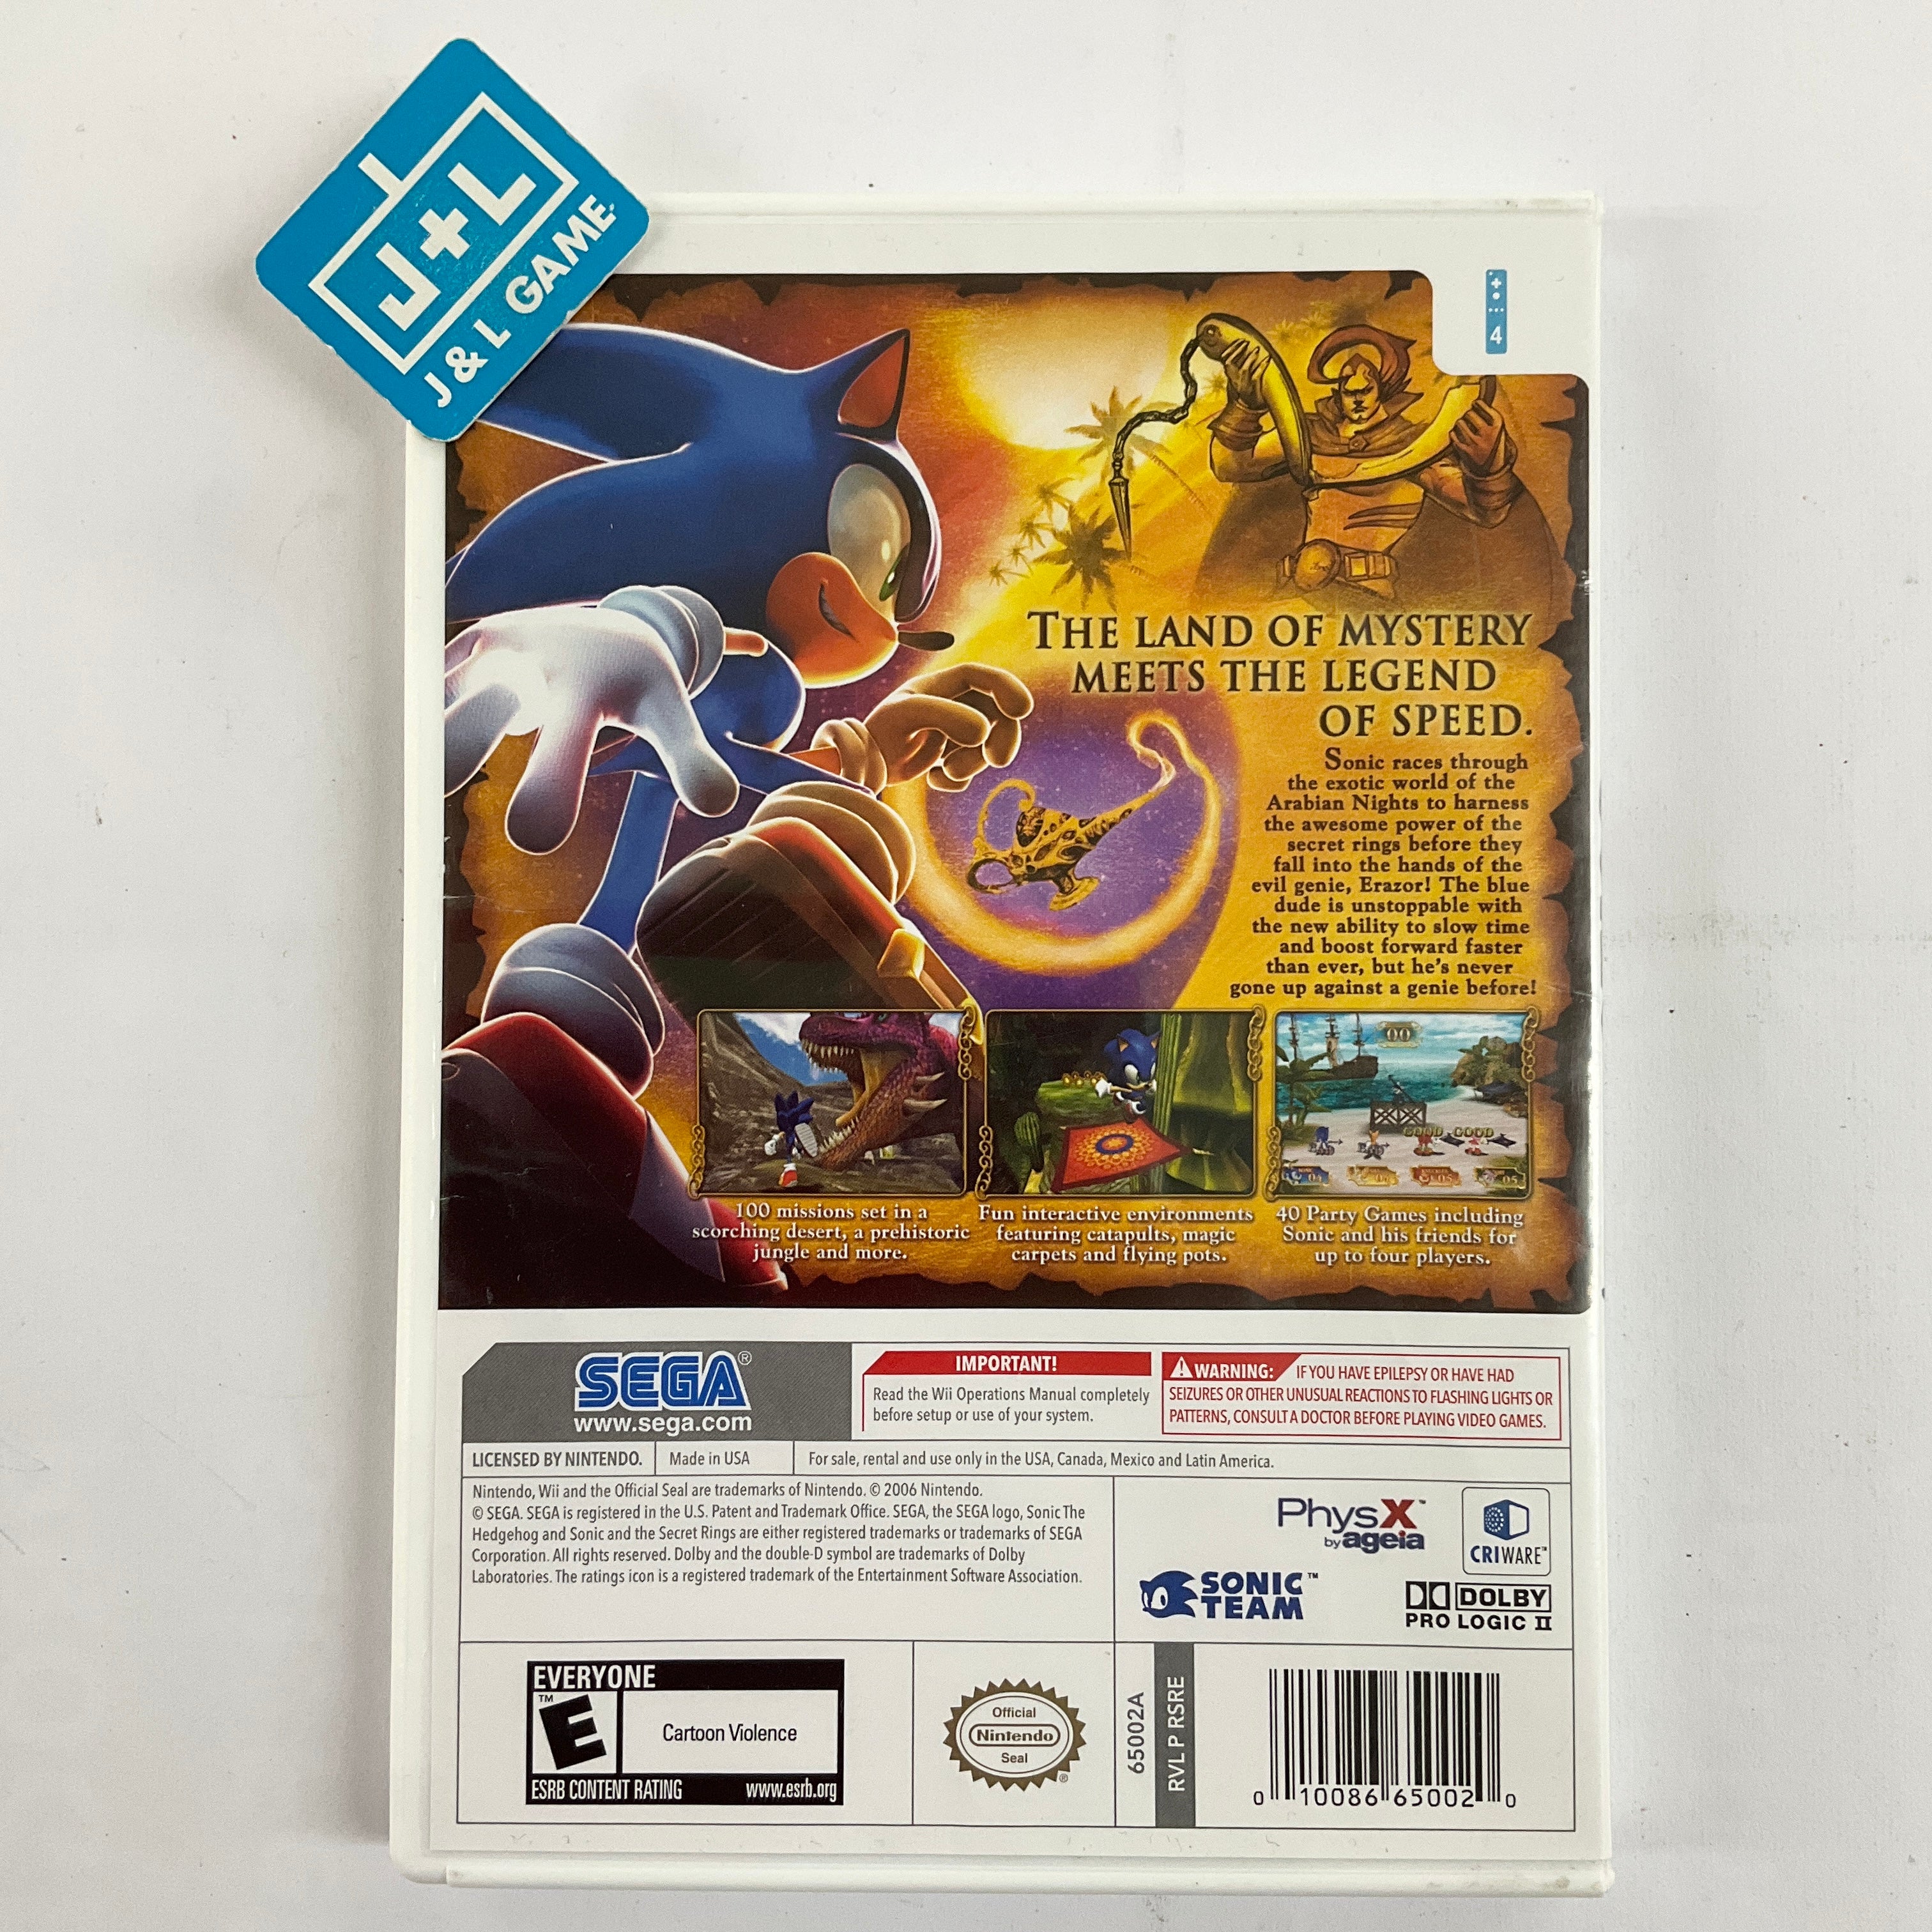 J+L
J & L GAME
4
THE LAND OF MYSTERY
MEETS THE LEGEND
OF SPEED.
Sonic races through
the exotic world of the
Arabian Nights to harness
the awesome power of the
secret rings before they
fall into the hands of the
evil genie, Erazor! The blue
dude is unstoppable with
the new ability to slow time
and boost forward faster
than ever, but he's never
gone up against a genie before!
00
GOOD GOOD
100 missions set in a
scorching desert, a prehistoric
jungle and more.
Fun interactive environments
featuring catapults, magic
carpets and flying pots.
40 Party Games including
Sonic and his friends for
up to four players.
SEGA®
www.sega.com
IMPORTANT!
Read the Wii Operations Manual completely
before setup or use of your system.
WARNING: IF YOU HAVE EPILEPSY OR HAVE HAD
SEIZURES OR OTHER UNUSUAL REACTIONS TO FLASHING LIGHTS OR
PATTERNS, CONSULT A DOCTOR BEFORE PLAYING VIDEO GAMES.
LICENSED BY NINTENDO.
Made in USA
For sale, rental and use only in the USA, Canada, Mexico and Latin America.
Nintendo, Wii and the Official Seal are trademarks of Nintendo. © 2006 Nintendo.
© SEGA. SEGA is registered in the U.S. Patent and Trademark Office. SEGA, the SEGA logo, Sonic The
Hedgehog and Sonic and the Secret Rings are either registered trademarks or trademarks of SEGA
Corporation. All rights reserved. Dolby and the double-D symbol are trademarks of Dolby
Laboratories. The ratings icon is a registered trademark of the Entertainment Software Association.
PhysX™
by ageia
CRIWARE™
SONIC™
TEAM
DOLBY
PRO LOGIC II
EVERYONE
™
E
Cartoon Violence
ESRB CONTENT RATING www.esrb.org
Official
Nintendo
Seal
®
65002A
RVL P RSRE
0 10086 65002 0